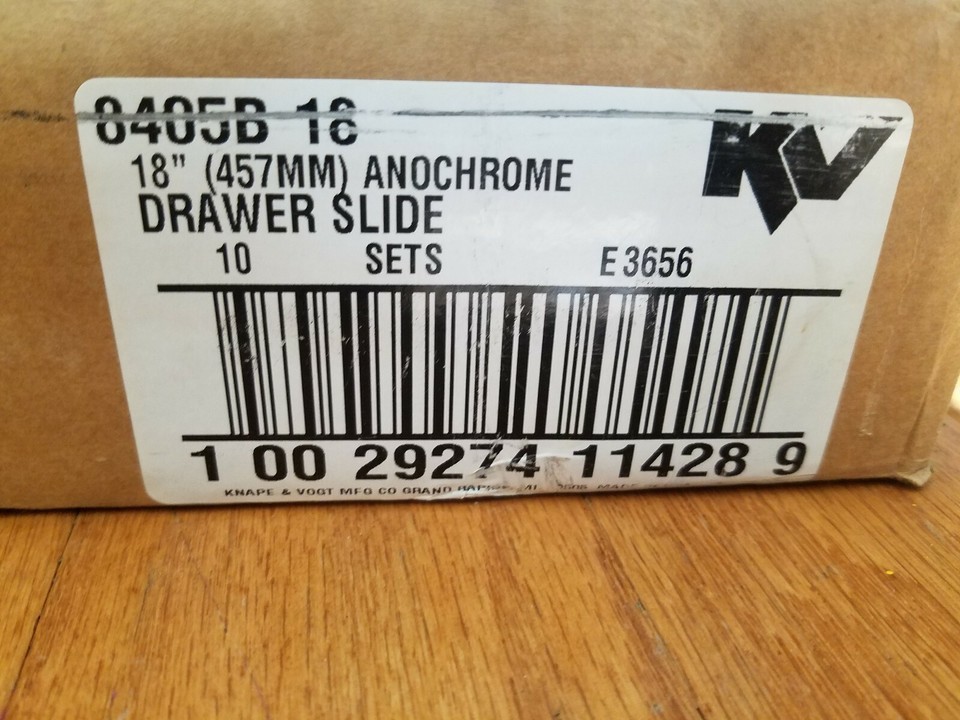 8405B 18
KV
18" (457MM) ANOCHROME
DRAWER SLIDE
10 SETS E3656
1 00 29274 11428 9
KNAPE & VOGT MFG CO GRAND RAPIDS, MI